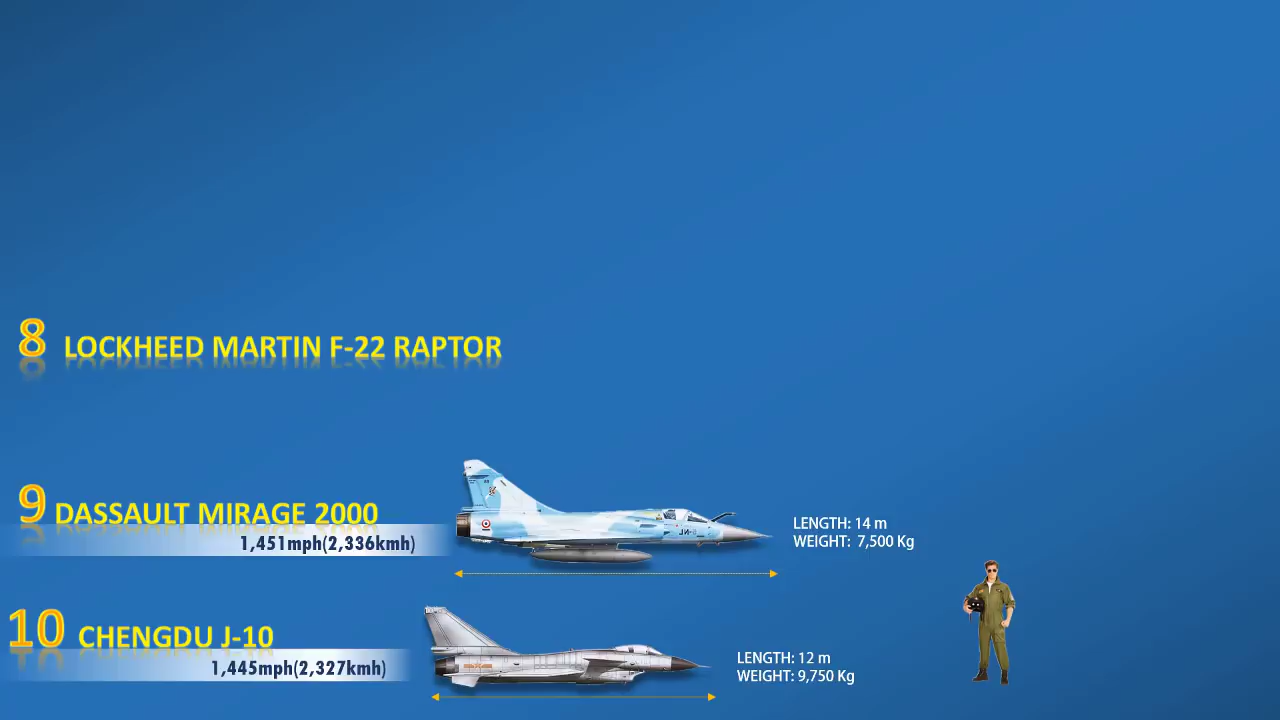 8 LOCKHEED MARTIN F-22 RAPTOR
9 DASSAULT MIRAGE 2000
1,451mph(2,336kmh)
LENGTH: 14 m
WEIGHT: 7,500 Kg
10 CHENGDU J-10
1,445mph(2,327kmh)
LENGTH: 12 m
WEIGHT: 9,750 Kg